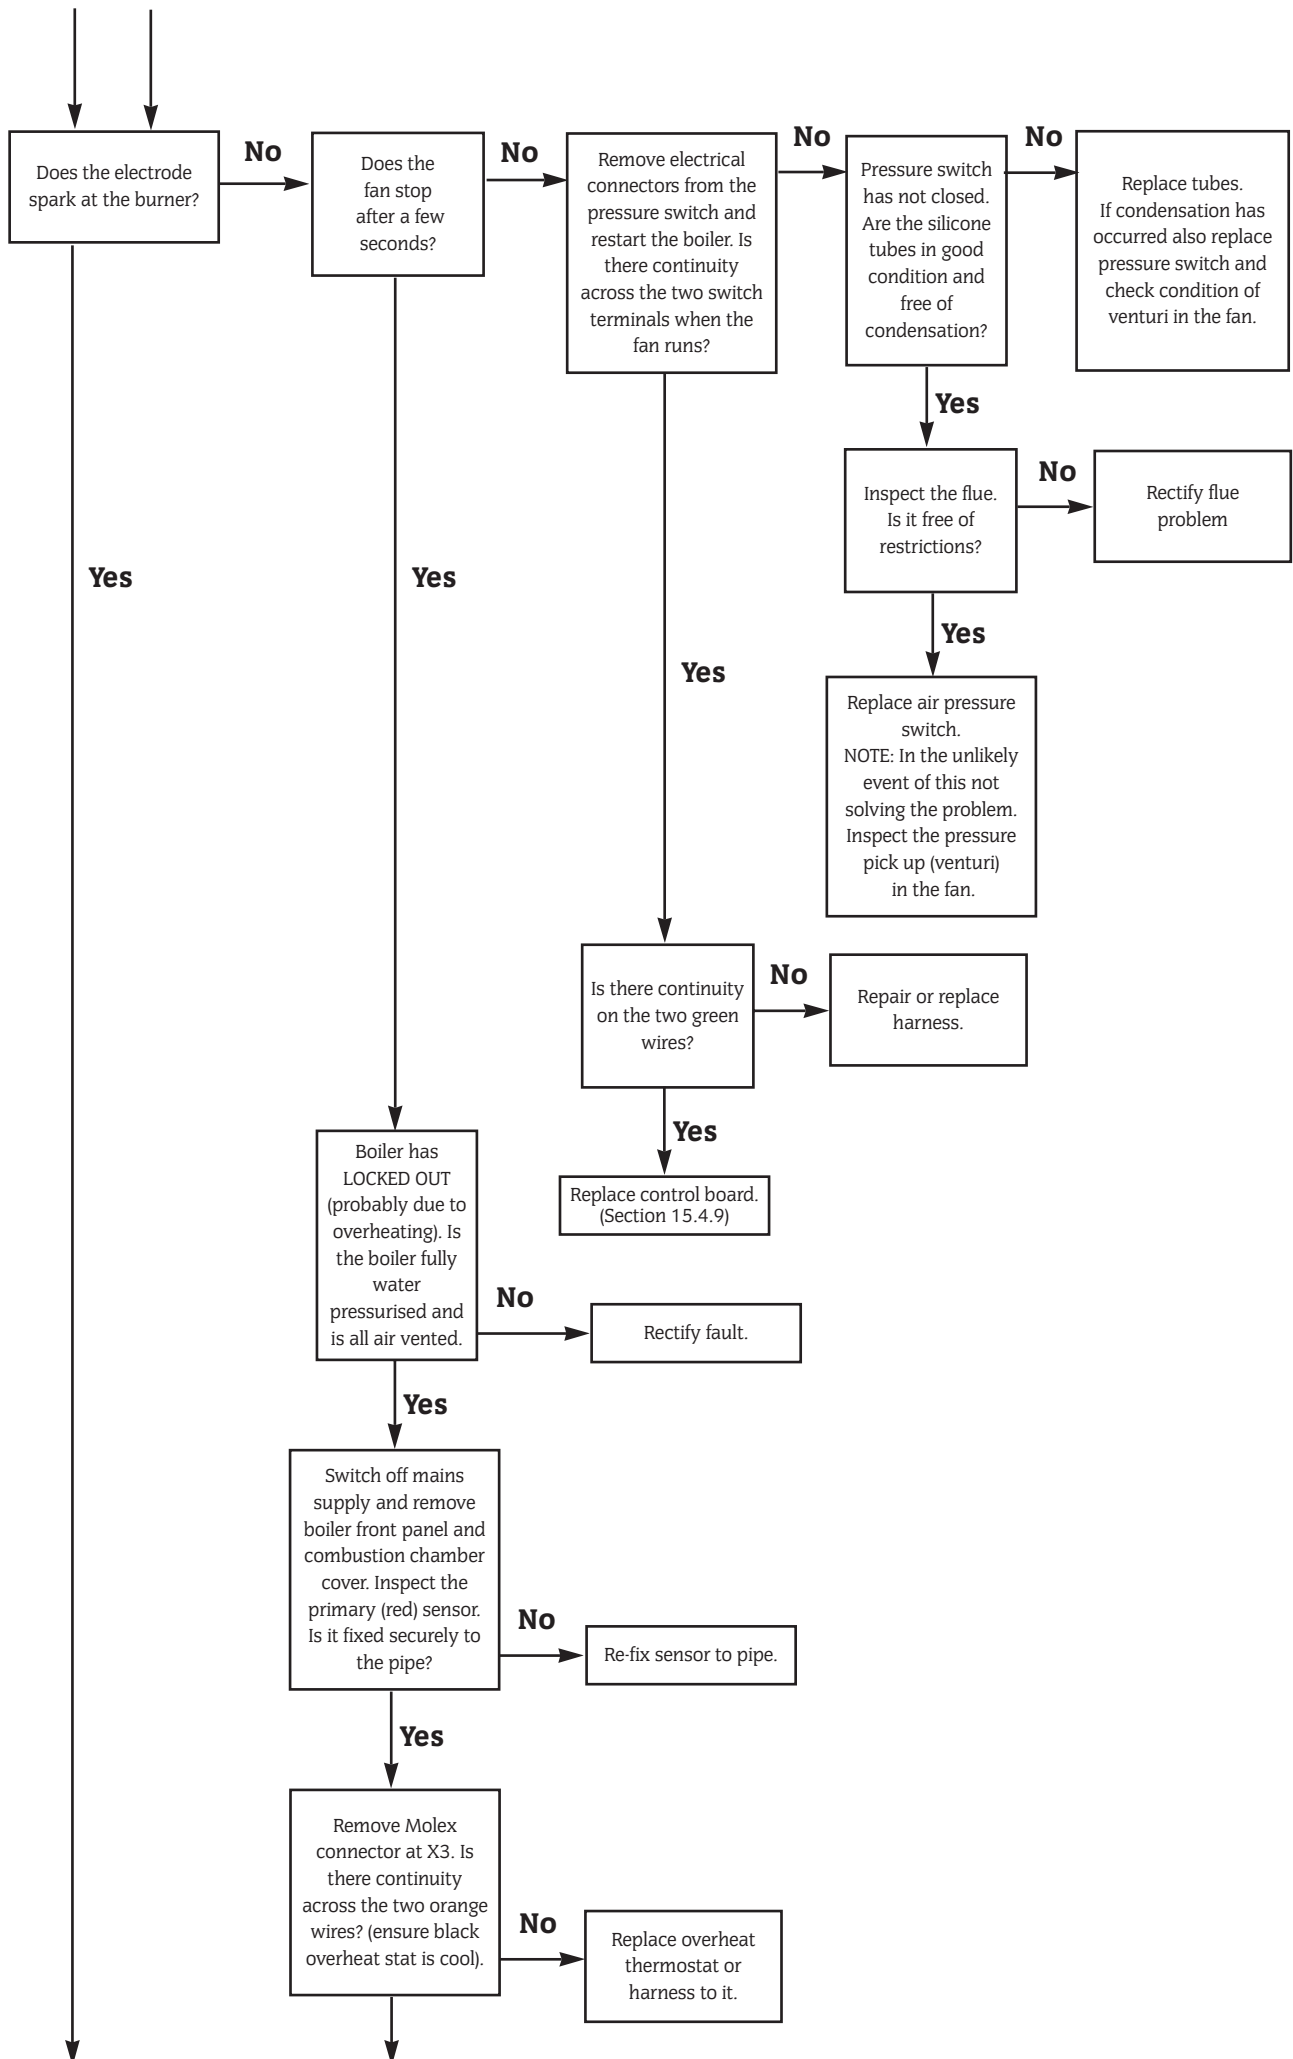 Does the electrode
spark at the burner?
No
Does the
fan stop
after a few
seconds?
No
Remove electrical
connectors from the
pressure switch and
restart the boiler. Is
there continuity
across the two switch
terminals when the
fan runs?
No
Pressure switch
has not closed.
Are the silicone
tubes in good
condition and
free of
condensation?
No
Replace tubes.
If condensation has
occurred also replace
pressure switch and
check condition of
venturi in the fan.
Yes
Inspect the flue.
Is it free of
restrictions?
No
Rectify flue
problem
Yes
Yes
Yes
Yes
Replace air pressure
switch.
NOTE: In the unlikely
event of this not
solving the problem.
Inspect the pressure
pick up (venturi)
in the fan.
Is there continuity
on the two green
wires?
No
Repair or replace
harness.
Yes
Replace control board.
(Section 15.4.9)
Boiler has
LOCKED OUT
(probably due to
overheating). Is
the boiler fully
water
pressurised and
is all air vented.
No
Rectify fault.
Yes
Switch off mains
supply and remove
boiler front panel and
combustion chamber
cover. Inspect the
primary (red) sensor.
Is it fixed securely to
the pipe?
No
Re-fix sensor to pipe.
Yes
Remove Molex
connector at X3. Is
there continuity
across the two orange
wires? (ensure black
overheat stat is cool).
No
Replace overheat
thermostat or
harness to it.